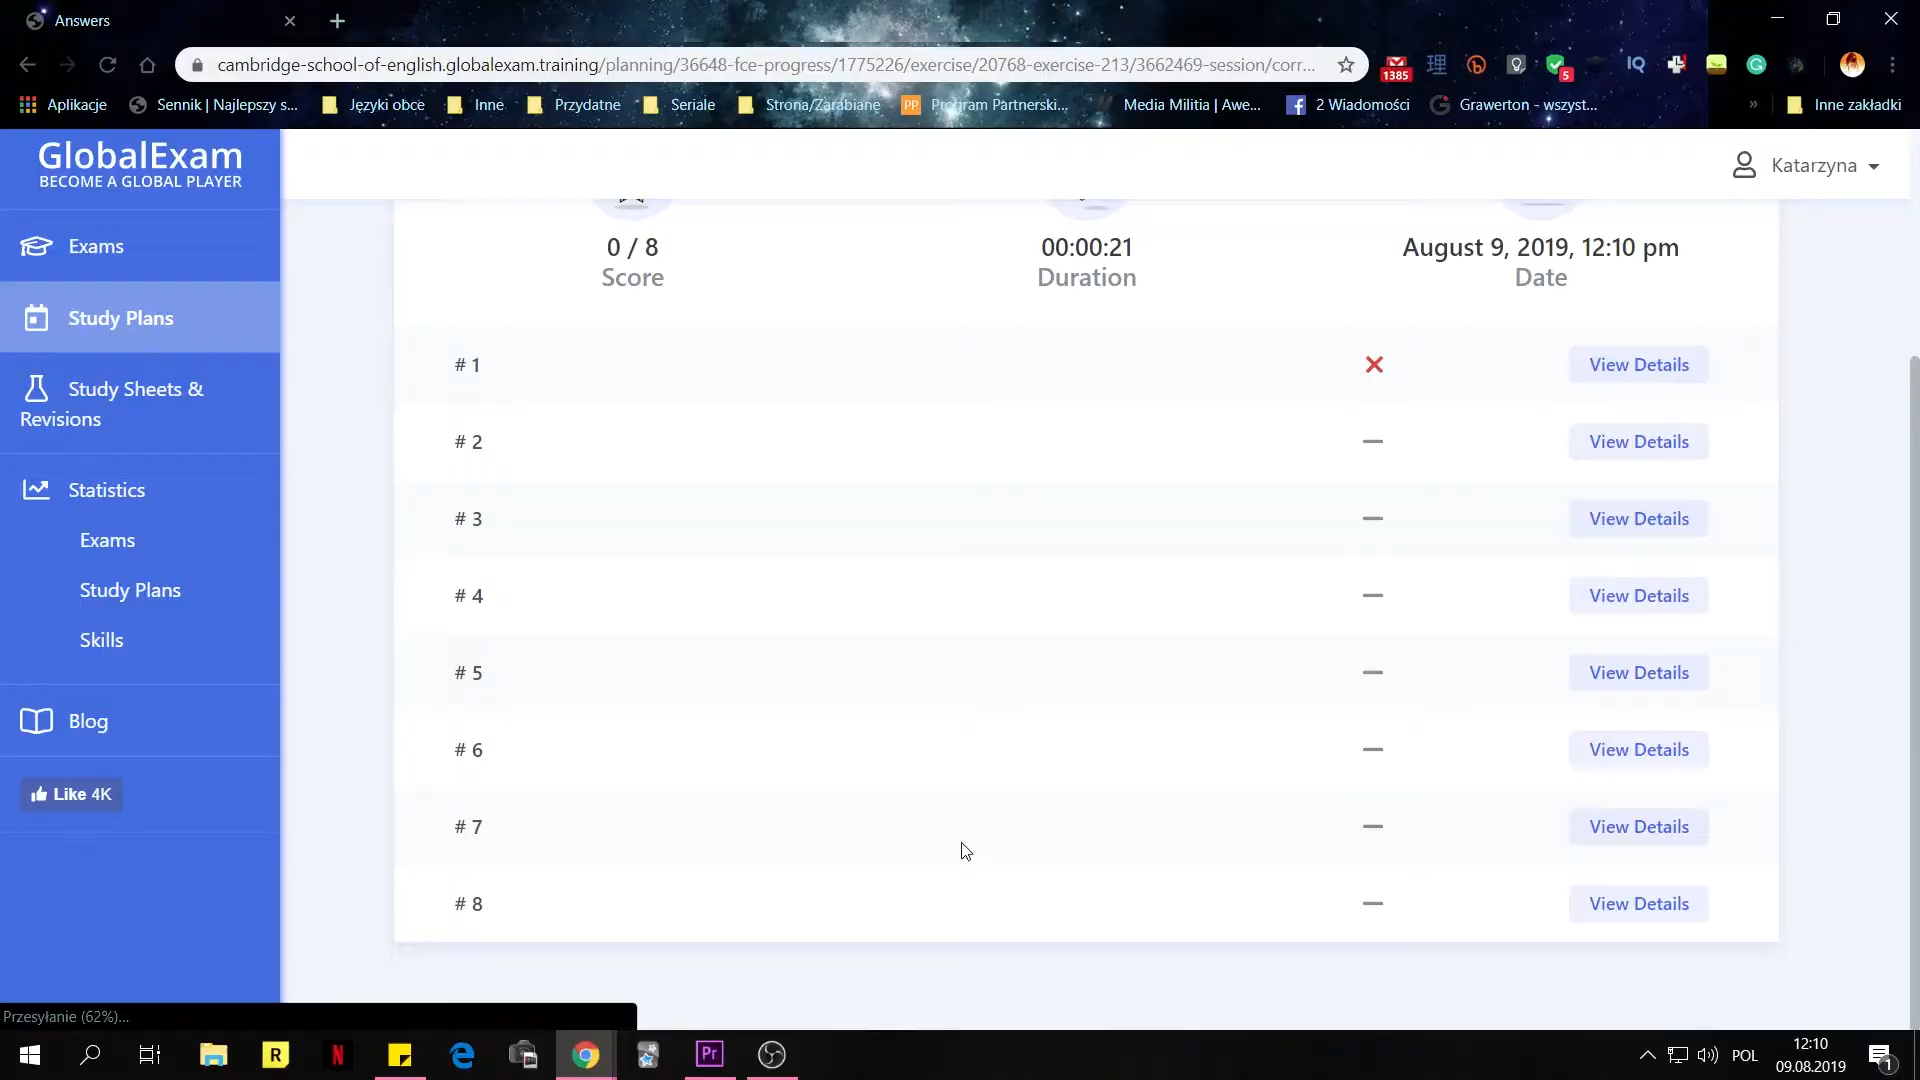 Answers
cambridge-school-of-english.globalexam.training/planning/36648-fce-progress/1775226/exercise/20768-exercise-213/3662469-session/corr...
1385
理
b
5
IQ
Aplikacje
Sennik | Najlepszy s...
Języki obce
Inne
Przydatne
Seriale
Strona/Zarabiane
PP
Program Partnerski...
Media Militia | Awe...
2 Wiadomości
Grawerton - wszyst...
»
Inne zakładki
GlobalExam
BECOME A GLOBAL PLAYER
Katarzyna
Exams
Study Plans
Study Sheets &
Revisions
Statistics
Exams
Study Plans
Skills
Blog
Like 4K
0 / 8
Score
00:00:21
Duration
August 9, 2019, 12:10 pm
Date
# 1
View Details
# 2
View Details
# 3
View Details
# 4
View Details
# 5
View Details
# 6
View Details
# 7
View Details
# 8
View Details
Przesyłanie (62%)...
R
N
Pr
POL
12:10
09.08.2019
1